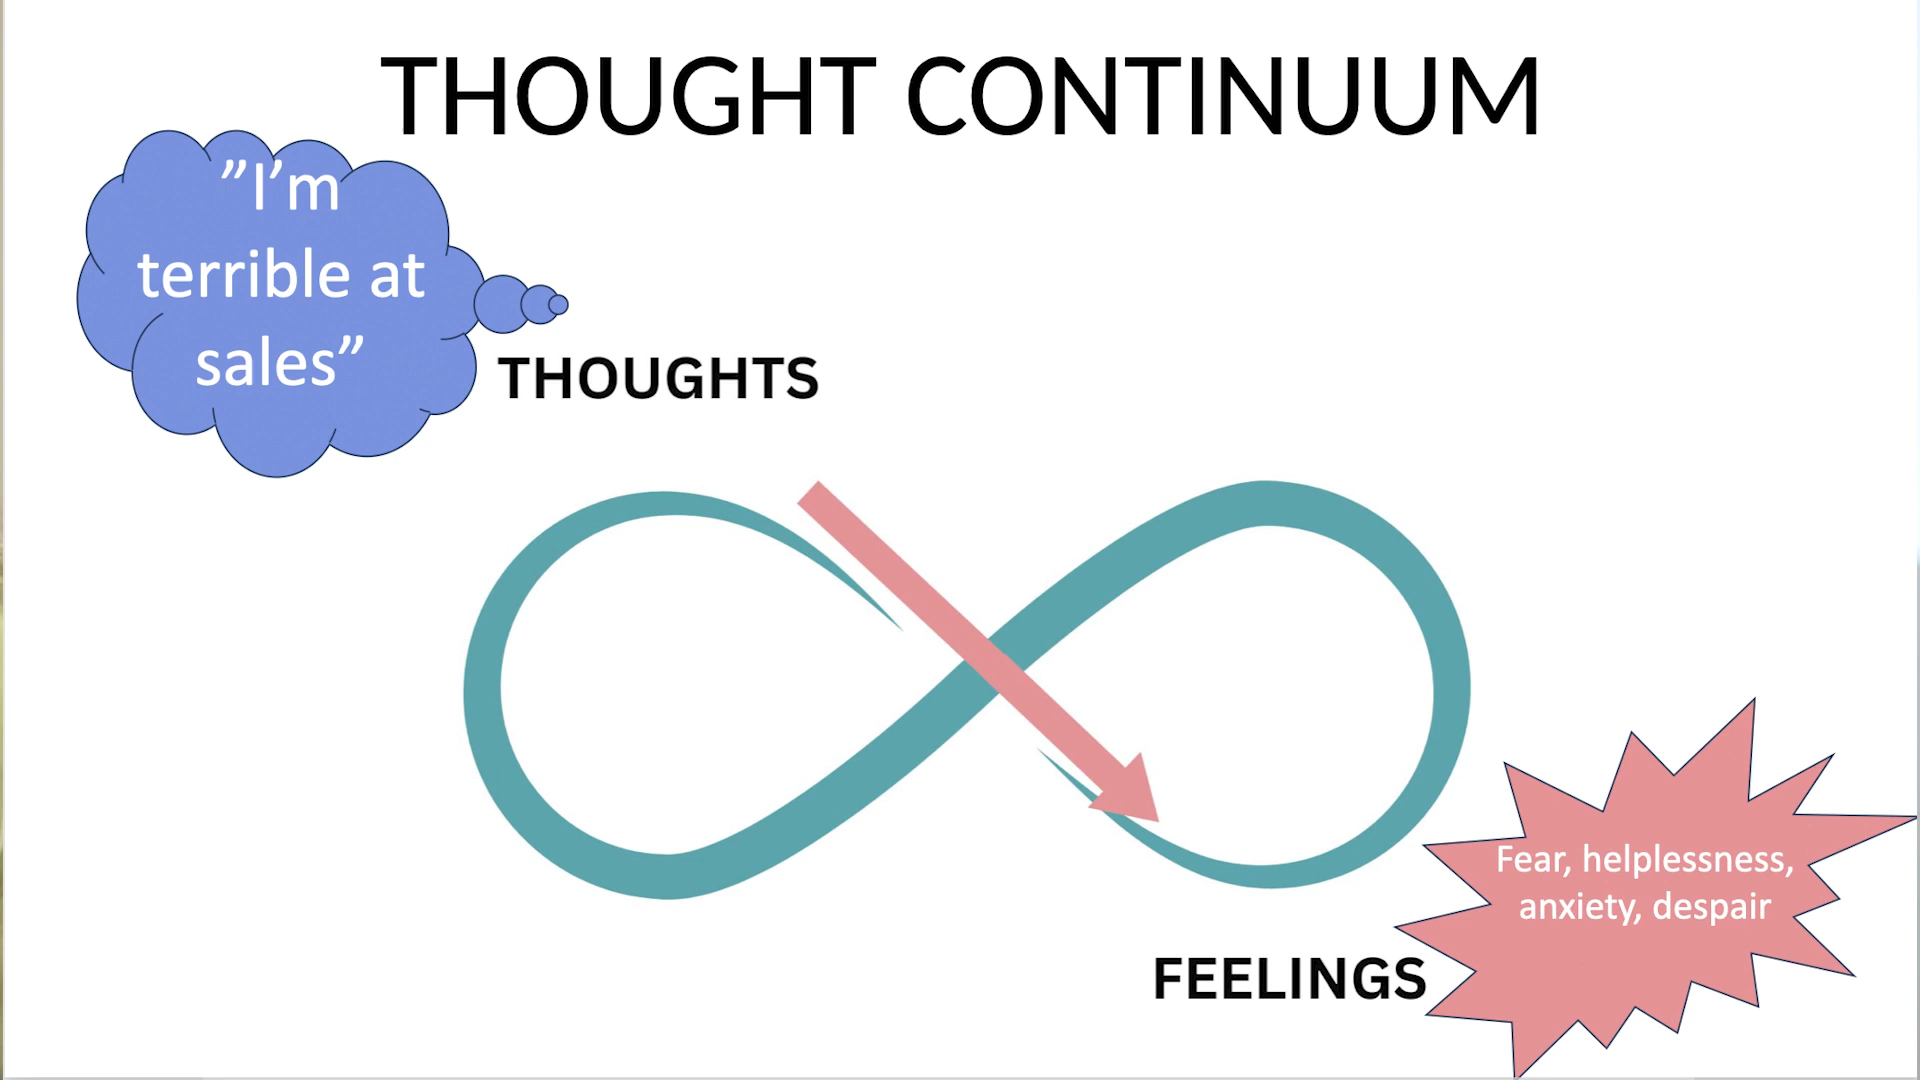 THOUGHT CONTINUUM
”I’m
terrible at
sales”
THOUGHTS
Fear, helplessness,
anxiety, despair
FEELINGS